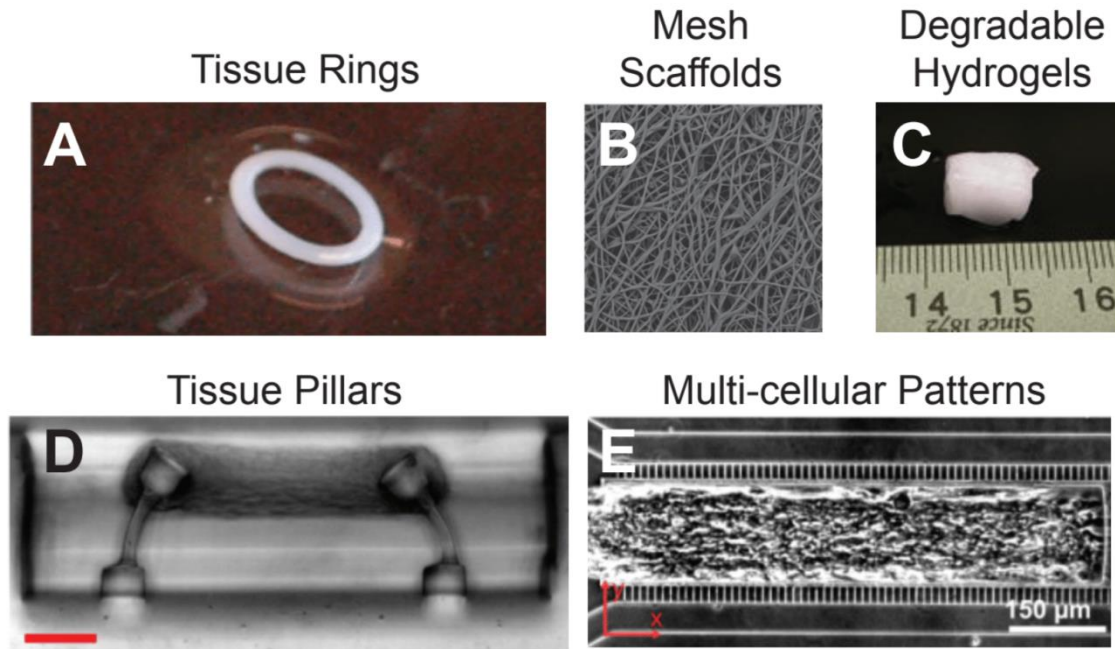 Tissue Rings
Mesh
Scaffolds
Degradable
Hydrogels
A
B
C
14 15 16
Since 1872
Tissue Pillars
Multi-cellular Patterns
D
E
y
x
150 μm